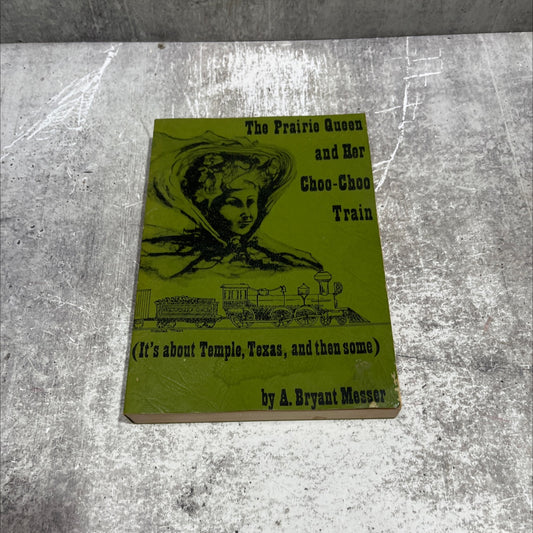 The Prairie Queen
and Her
Choo-Choo
Train
(It's about Temple, Texas, and then some)
by A. Bryant Messer